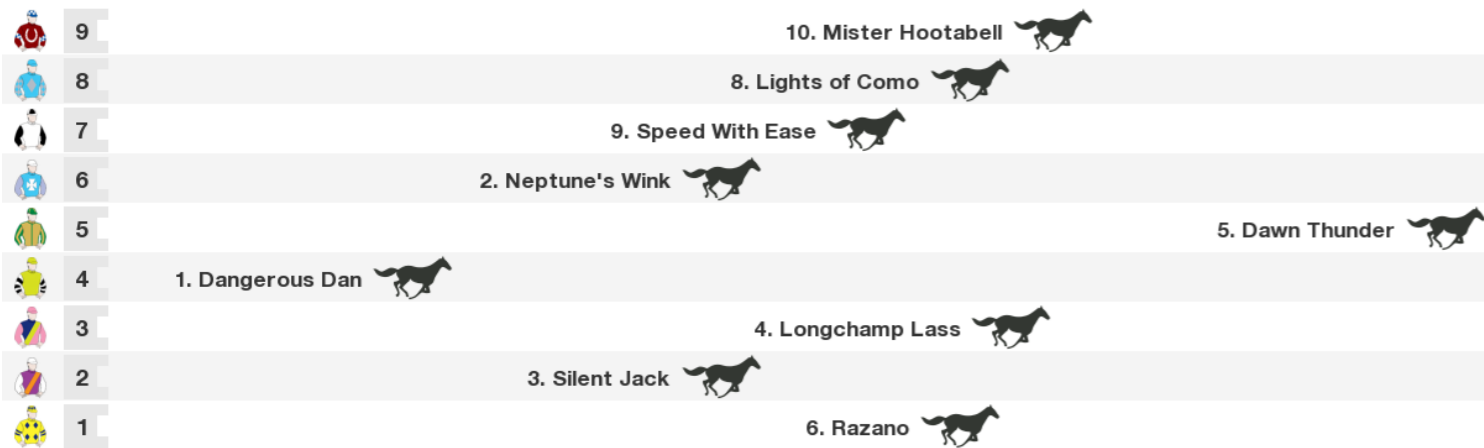 9 10. Mister Hootabell
8 8. Lights of Como
7 9. Speed With Ease
6 2. Neptune's Wink
5 5. Dawn Thunder
4 1. Dangerous Dan
3 4. Longchamp Lass
2 3. Silent Jack
1 6. Razano